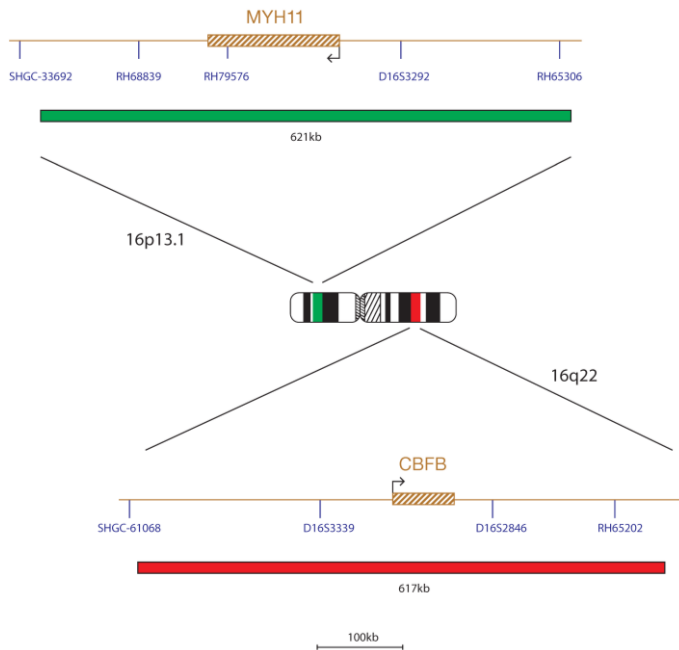 MYH11
SHGC-33692 RH68839 RH79576 D16S3292 RH65306
621kb
16p13.1
16q22
CBFB
SHGC-61068 D16S3339 D16S2846 RH65202
617kb
100kb